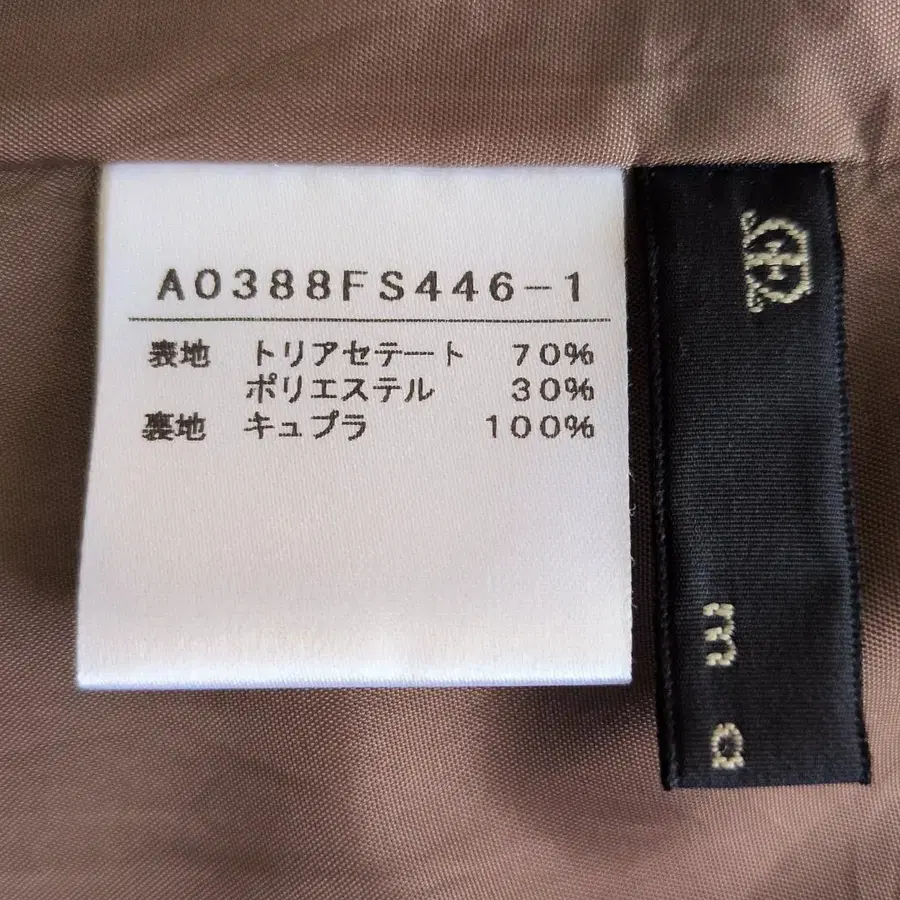 A0388FS446-1
表地 トリアセテート 70%
ポリエステル 30%
裏地 キュプラ 100%
m a